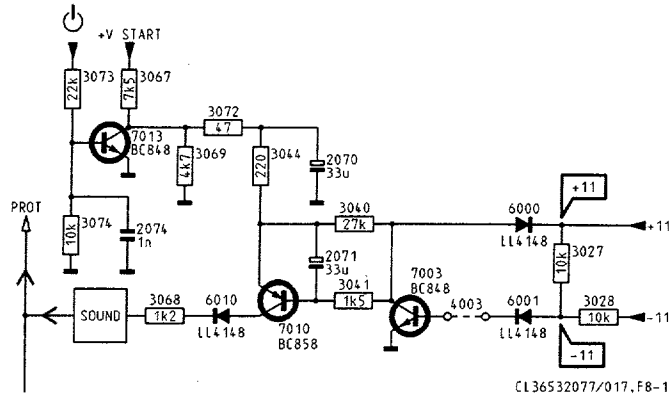 +V START
3073
22k
3067
7k5
3072
47
7013
BC848
3069
4k7
3044
220
2070
33u
3040
27k
6000
LL4148
+11
+11
PROT
3074
10k
2074
1n
2071
33u
3041
1k5
7003
BC848
3027
10k
SOUND
3068
1k2
6010
LL4148
7010
BC858
4003
6001
LL4148
3028
10k
-11
-11
CL36532077/017,F8-1